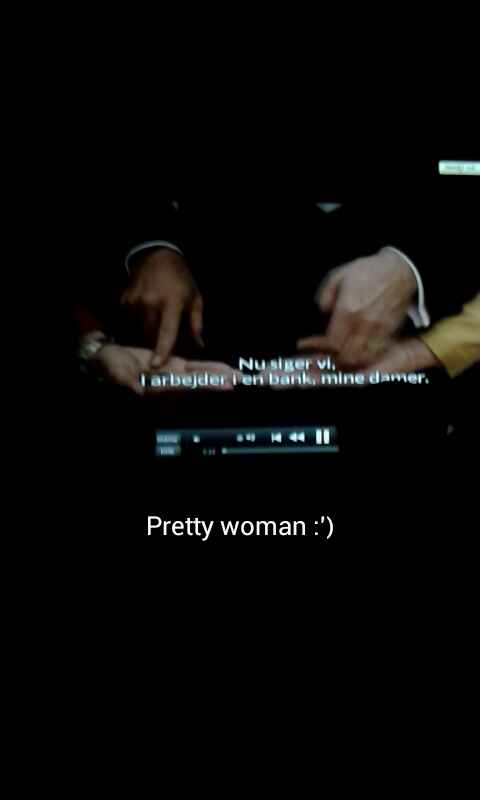 Nu siger vi,
I arbejder i en bank, mine damer.
Pretty woman :')